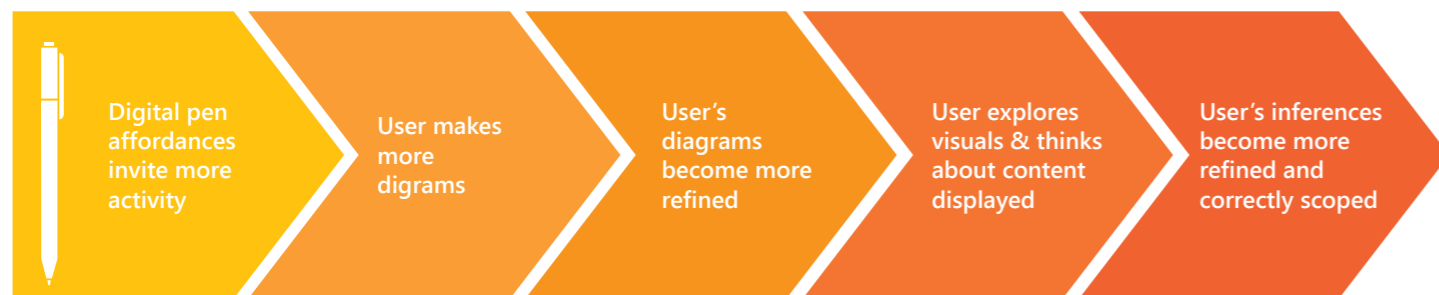 Digital pen
affordances
invite more
activity
User makes
more
digrams
User's
diagrams
become more
refined
User explores
visuals & thinks
about content
displayed
User's inferences
become more
refined and
correctly scoped